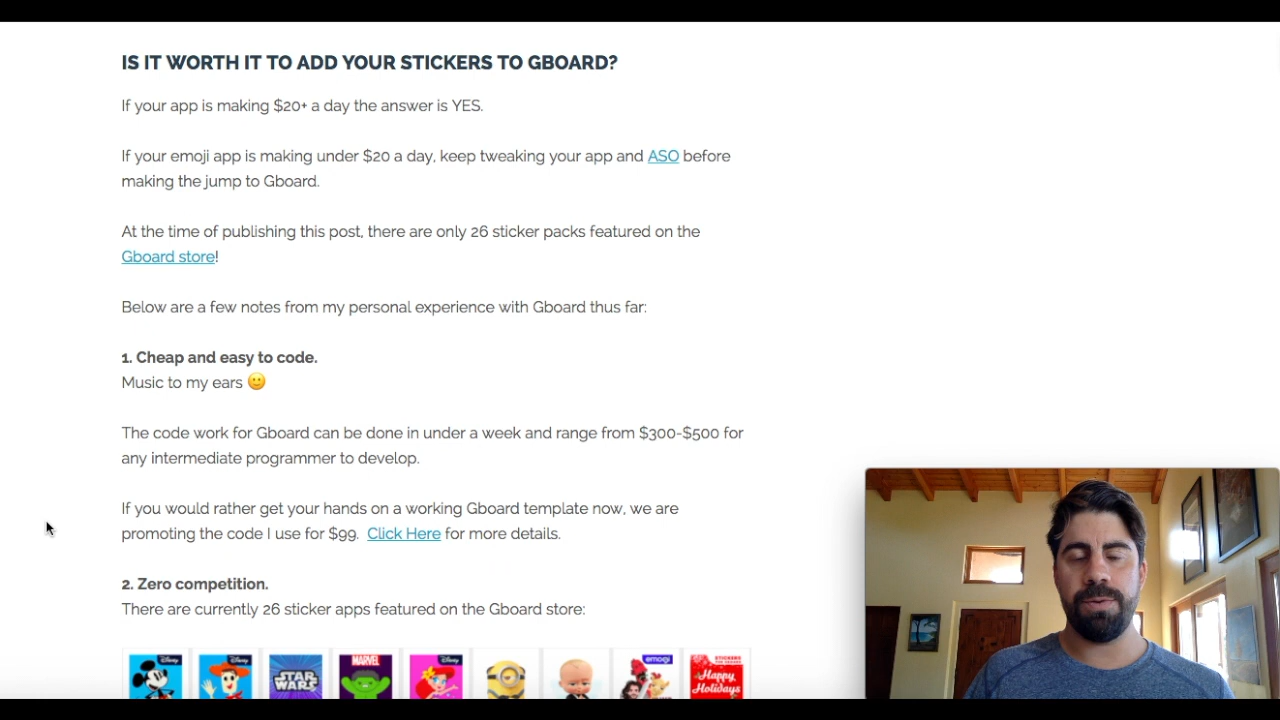 IS IT WORTH IT TO ADD YOUR STICKERS TO GBOARD?
If your app is making $20+ a day the answer is YES.
If your emoji app is making under $20 a day, keep tweaking your app and ASO before
making the jump to Gboard.
At the time of publishing this post, there are only 26 sticker packs featured on the
Gboard store!
Below are a few notes from my personal experience with Gboard thus far:
1. Cheap and easy to code.
Music to my ears 🙂
The code work for Gboard can be done in under a week and range from $300-$500 for
any intermediate programmer to develop.
If you would rather get your hands on a working Gboard template now, we are
promoting the code I use for $99. Click Here for more details.
2. Zero competition.
There are currently 26 sticker apps featured on the Gboard store:
Disney
Disney
STAR
WARS
MARVEL
Disney
emoji
Happy
Holidays